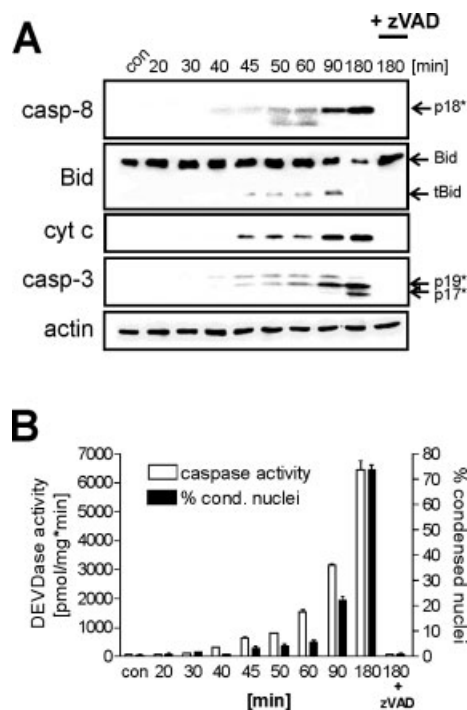 A
+ zVAD
con 20 30 40 45 50 60 90 180 180 [min]
casp-8
p18*
Bid
Bid
tBid
cyt c
casp-3
p19*
p17*
actin
B
DEVDase activity
[pmol/mg*min]
7000
6000
5000
4000
3000
2000
1000
0
caspase activity
% cond. nuclei
80
70
60
50
40
30
20
10
0
% condensed
nuclei
con 20 30 40 45 50 60 90 180 180
+
zVAD
[min]